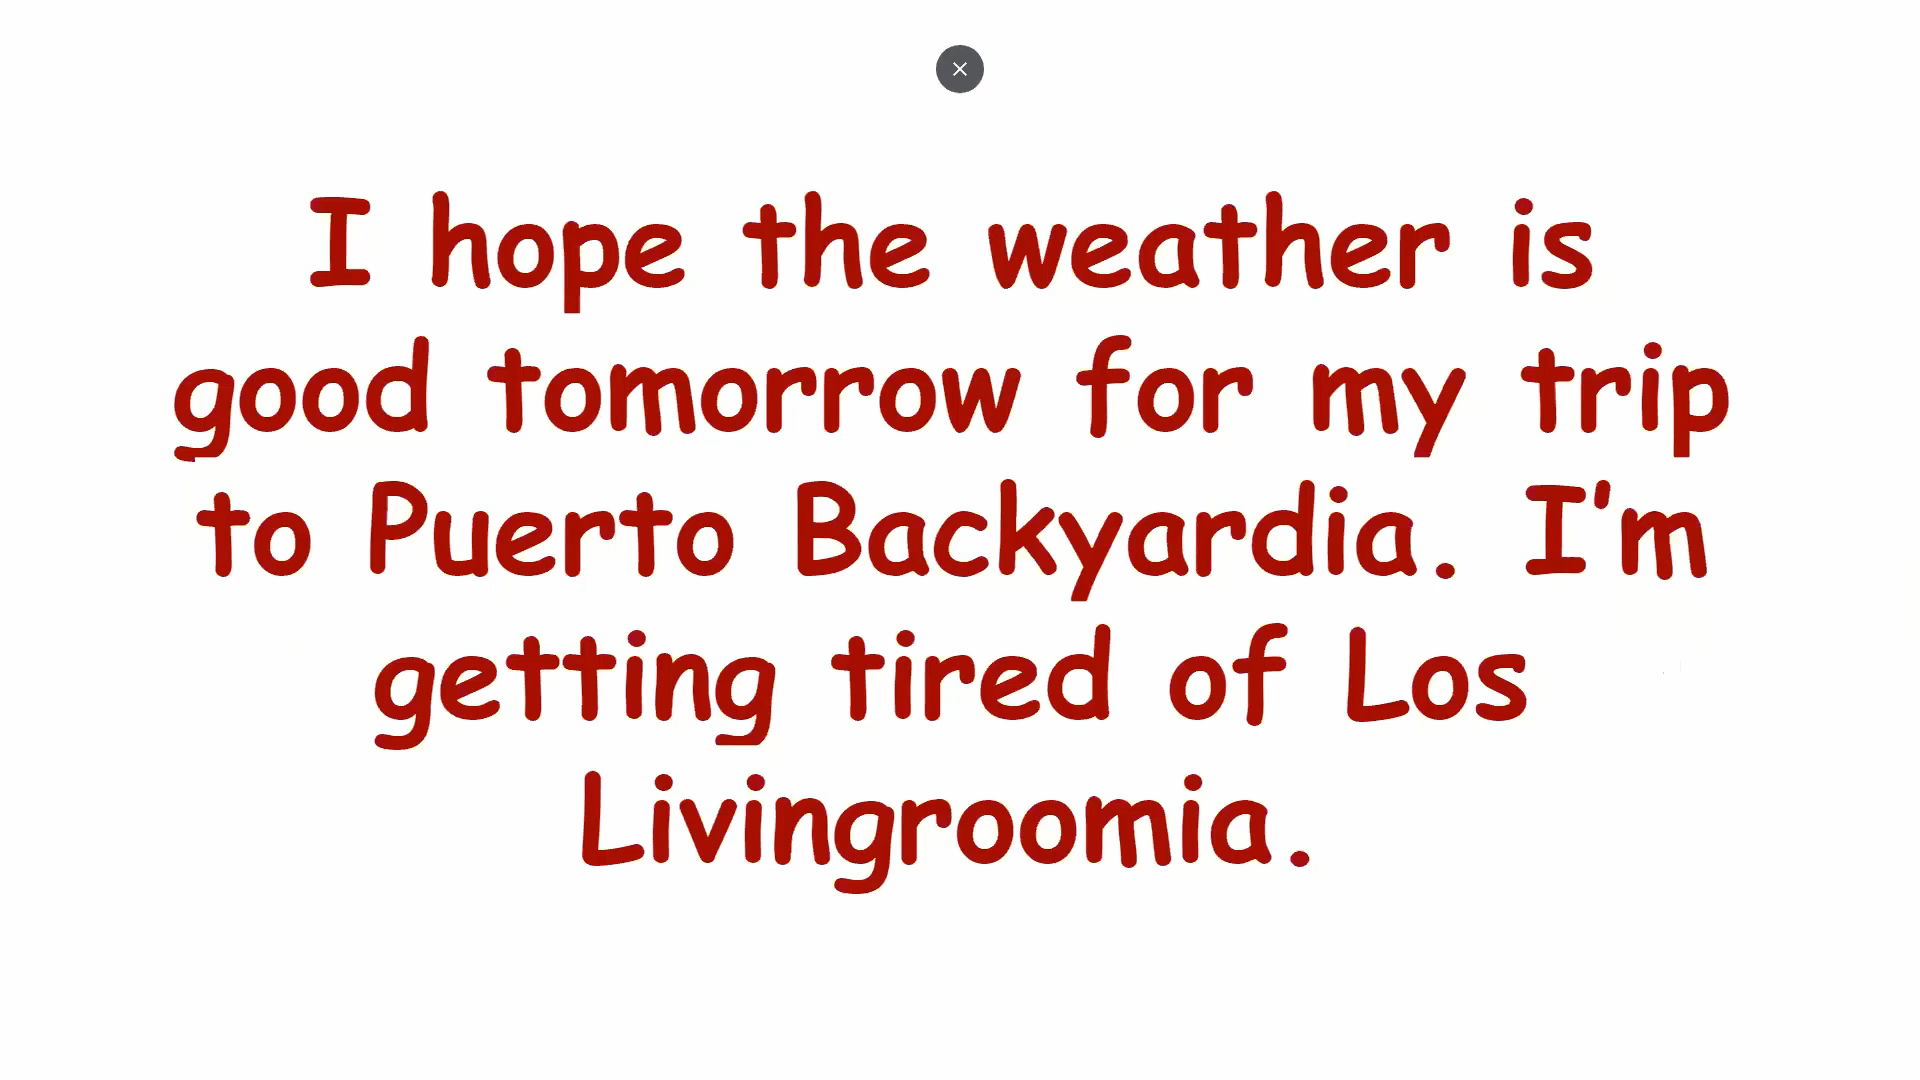 I hope the weather is
good tomorrow for my trip
to Puerto Backyardia. I'm
getting tired of Los
Livingroomia.